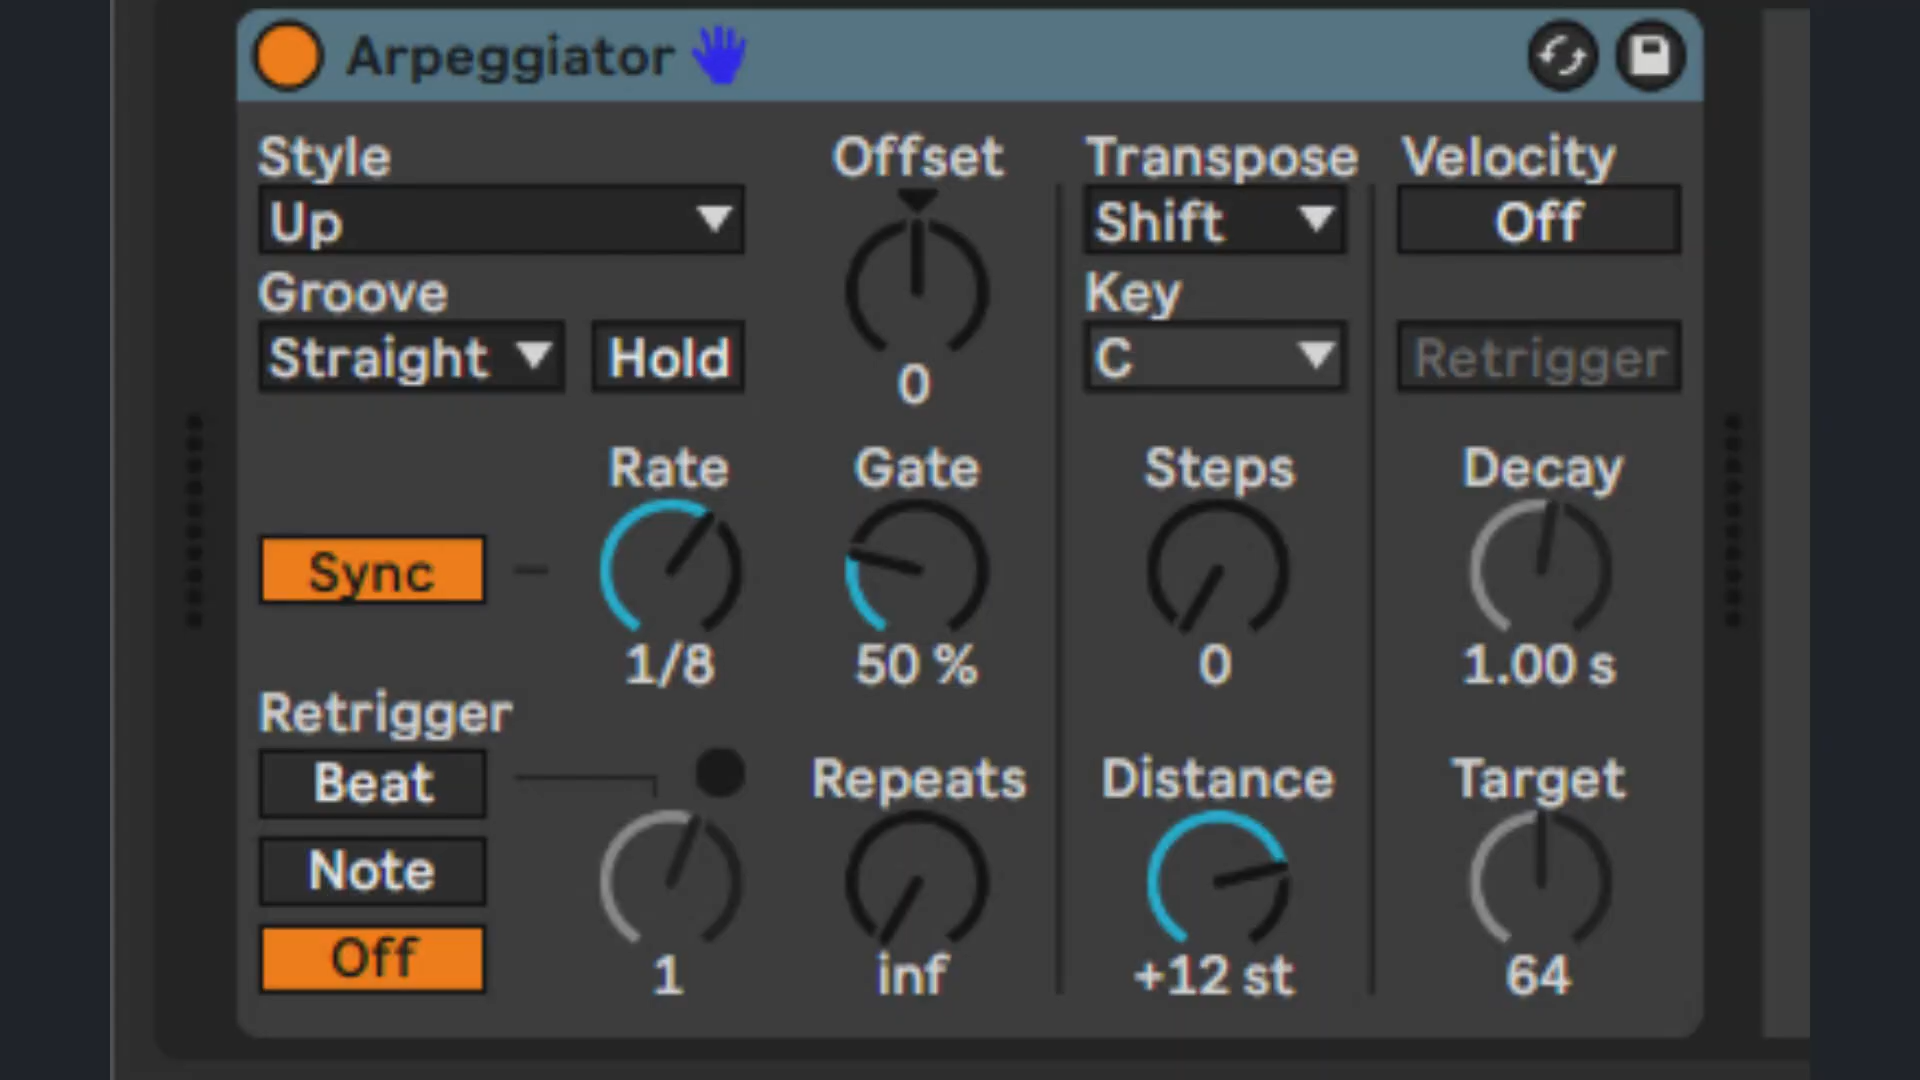 Arpeggiator
Style
Up
Groove
Straight
Hold
Offset
0
Transpose
Shift
Key
C
Velocity
Off
Retrigger
Sync
Rate
1/8
Gate
50 %
Steps
0
Decay
1.00 s
Retrigger
Beat
Note
Off
1
Repeats
inf
Distance
+12 st
Target
64